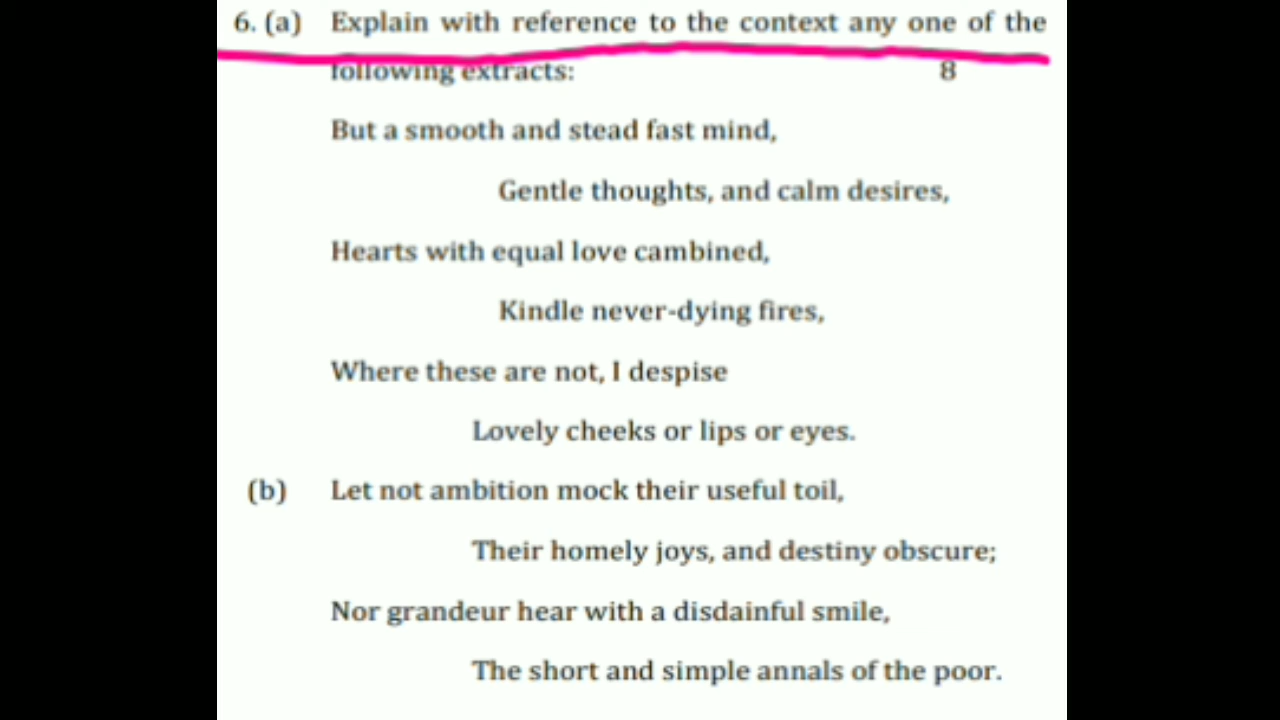 6. (a) Explain with reference to the context any one of the
following extracts: 8
But a smooth and stead fast mind,
Gentle thoughts, and calm desires,
Hearts with equal love cambined,
Kindle never-dying fires,
Where these are not, I despise
Lovely cheeks or lips or eyes.
(b) Let not ambition mock their useful toil,
Their homely joys, and destiny obscure;
Nor grandeur hear with a disdainful smile,
The short and simple annals of the poor.